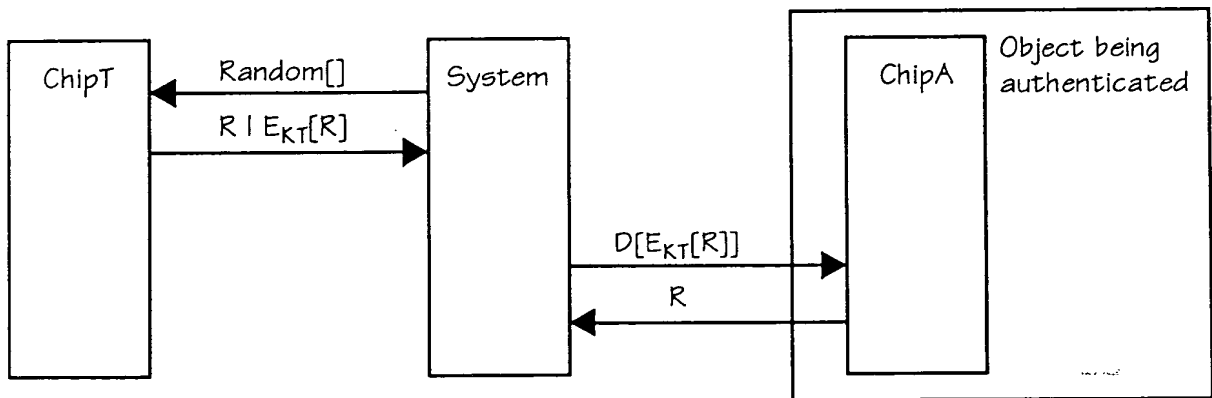 ChipT
Random[]
R | E_KT[R]
System
D[E_KT[R]]
R
ChipA
Object being
authenticated